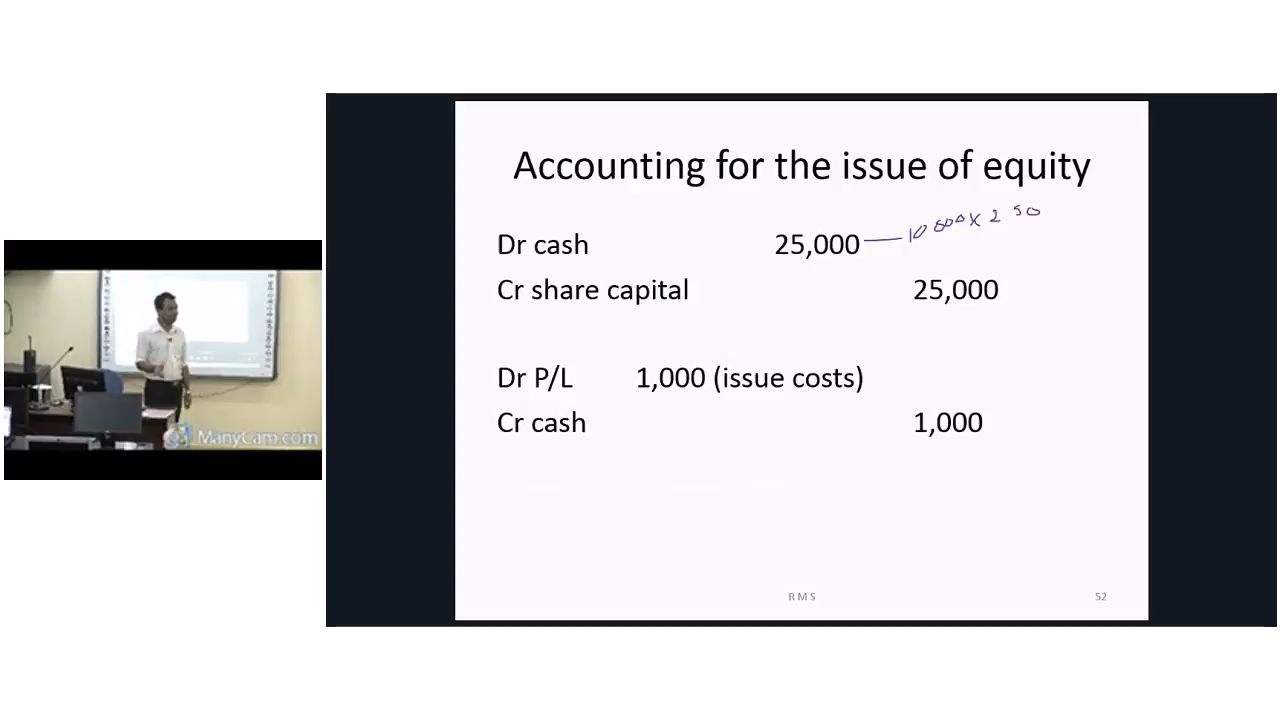 Accounting for the issue of equity
Dr cash 25,000 10 000 X 2 50
Cr share capital 25,000
Dr P/L 1,000 (issue costs)
Cr cash 1,000
ManyCam.com
R M S 52